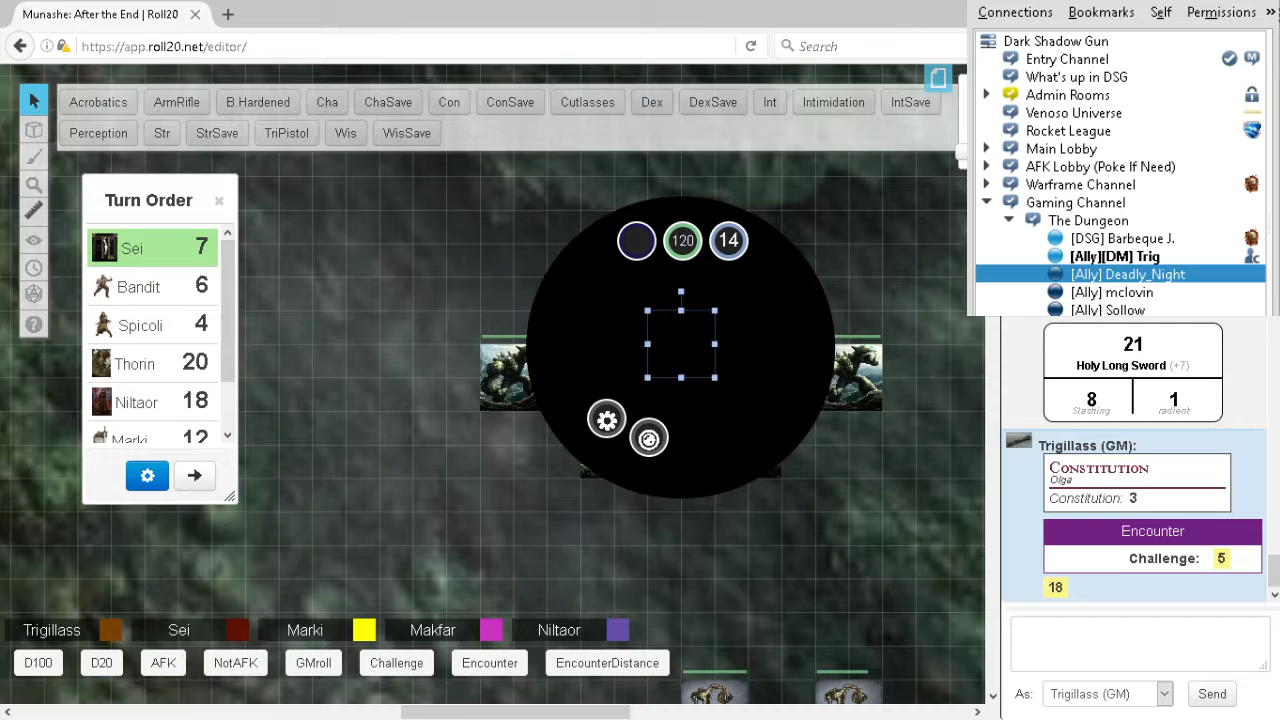 Munashe: After the End | Roll20
https://app.roll20.net/editor/
Search
Acrobatics ArmRifle B.Hardened Cha ChaSave Con ConSave Cutlasses Dex DexSave Int Intimidation IntSave
Perception Str StrSave TriPistol Wis WisSave
Turn Order
Sei 7
Bandit 6
Spicoli 4
Thorin 20
Niltaor 18
Marki 12
120 14
Connections Bookmarks Self Permissions »
Dark Shadow Gun
Entry Channel
What's up in DSG
Admin Rooms
Venoso Universe
Rocket League
Main Lobby
AFK Lobby (Poke If Need)
Warframe Channel
Gaming Channel
The Dungeon
[DSG] Barbeque J.
[Ally][DM] Trig
[Ally] Deadly_Night
[Ally] mclovin
[Ally] Sollow
21
Holy Long Sword (+7)
8 1
Slashing radient
Trigillass (GM):
Constitution
Olga
Constitution: 3
Encounter
Challenge: 5
18
Trigillass Sei Marki Makfar Niltaor
D100 D20 AFK NotAFK GMroll Challenge Encounter EncounterDistance
As: Trigillass (GM) Send